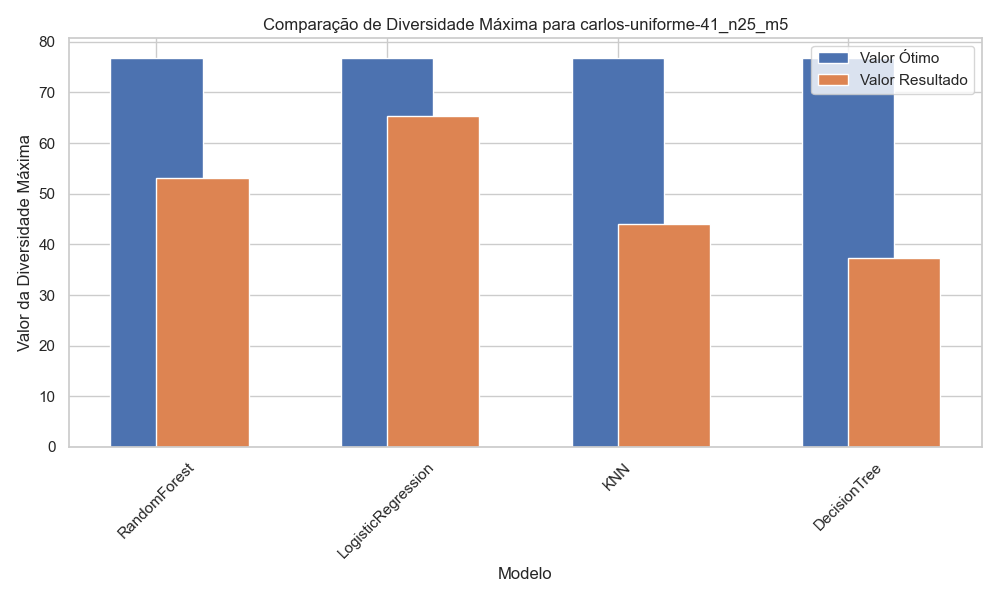 Comparação de Diversidade Máxima para carlos-uniforme-41_n25_m5
Valor Ótimo
Valor Resultado
Valor da Diversidade Máxima
80
70
60
50
40
30
20
10
0
RandomForest
LogisticRegression
KNN
DecisionTree
Modelo